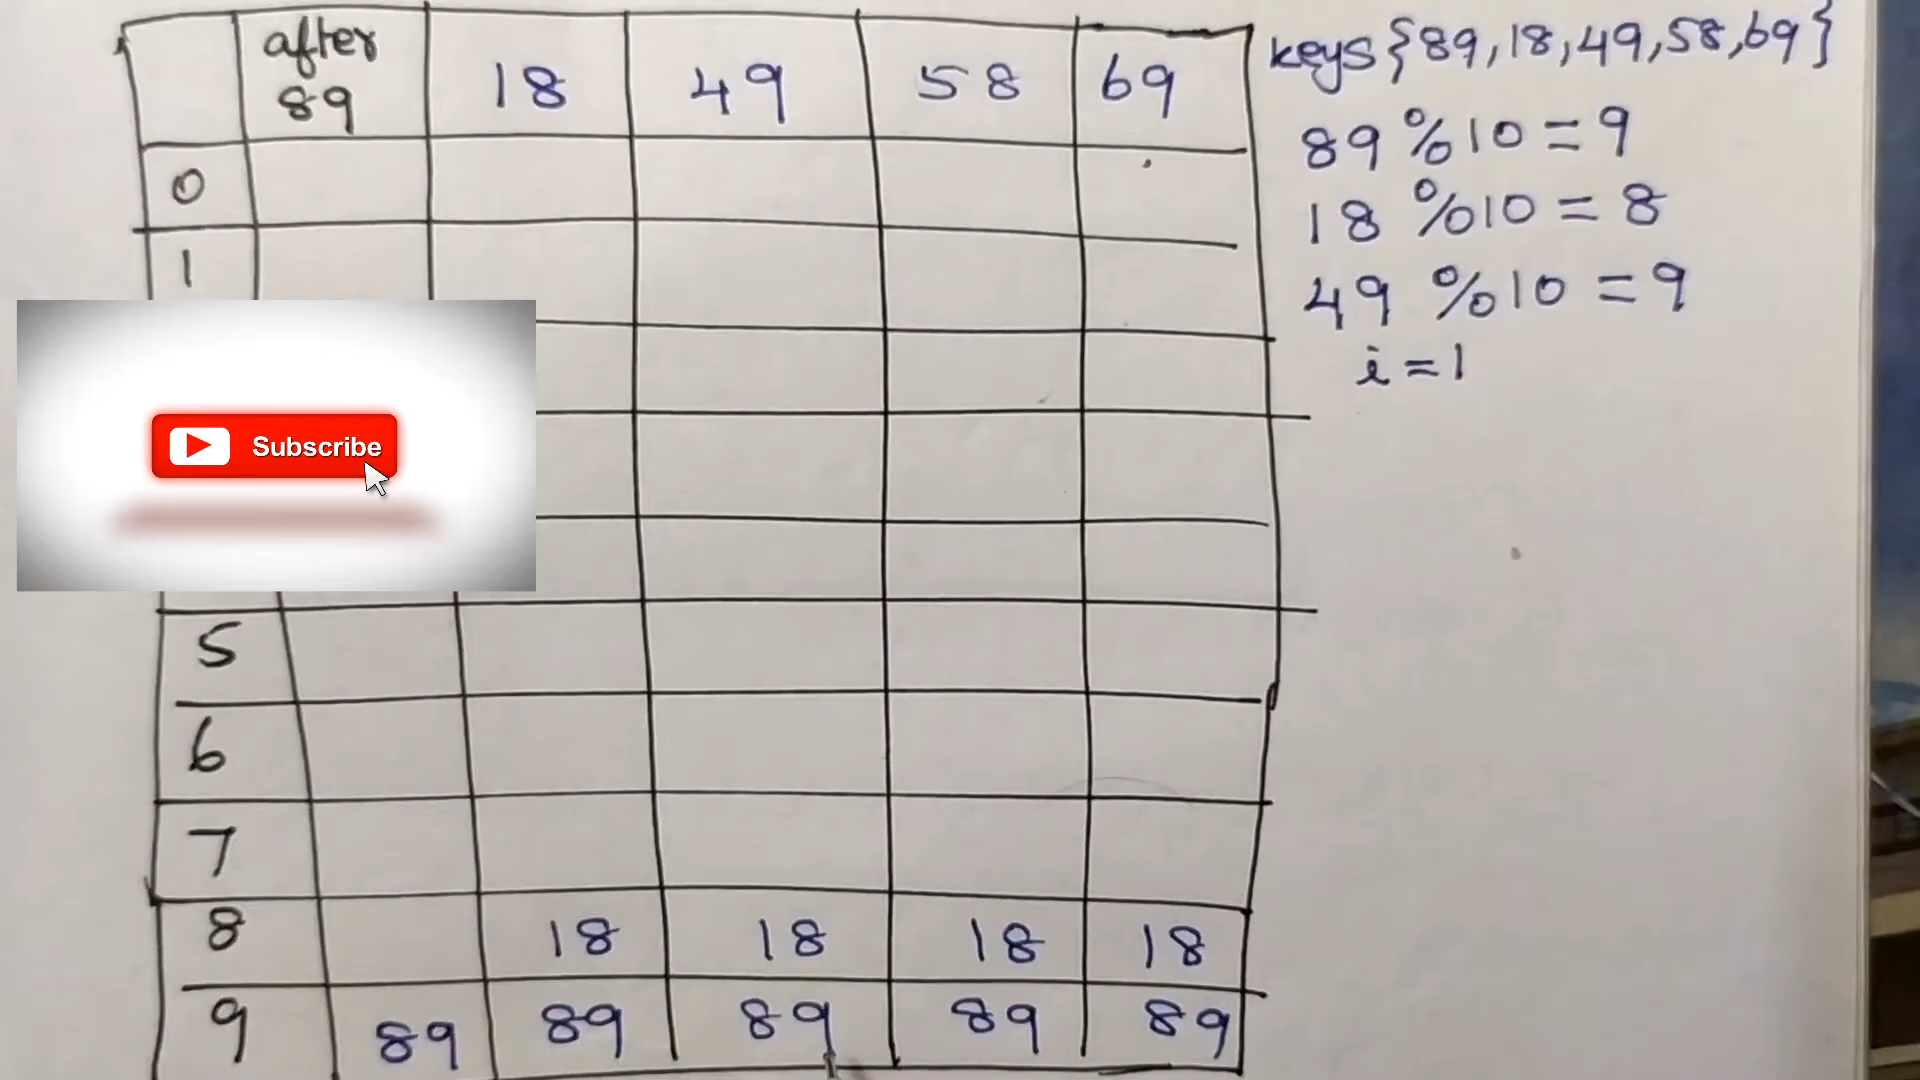 after
89 18 49 58 69
0
1
5
6
7
8 18 18 18 18
9 89 89 89 89 89
keys{89,18,49,58,69}
89 % 10 = 9
18 % 10 = 8
49 % 10 = 9
i = 1
Subscribe